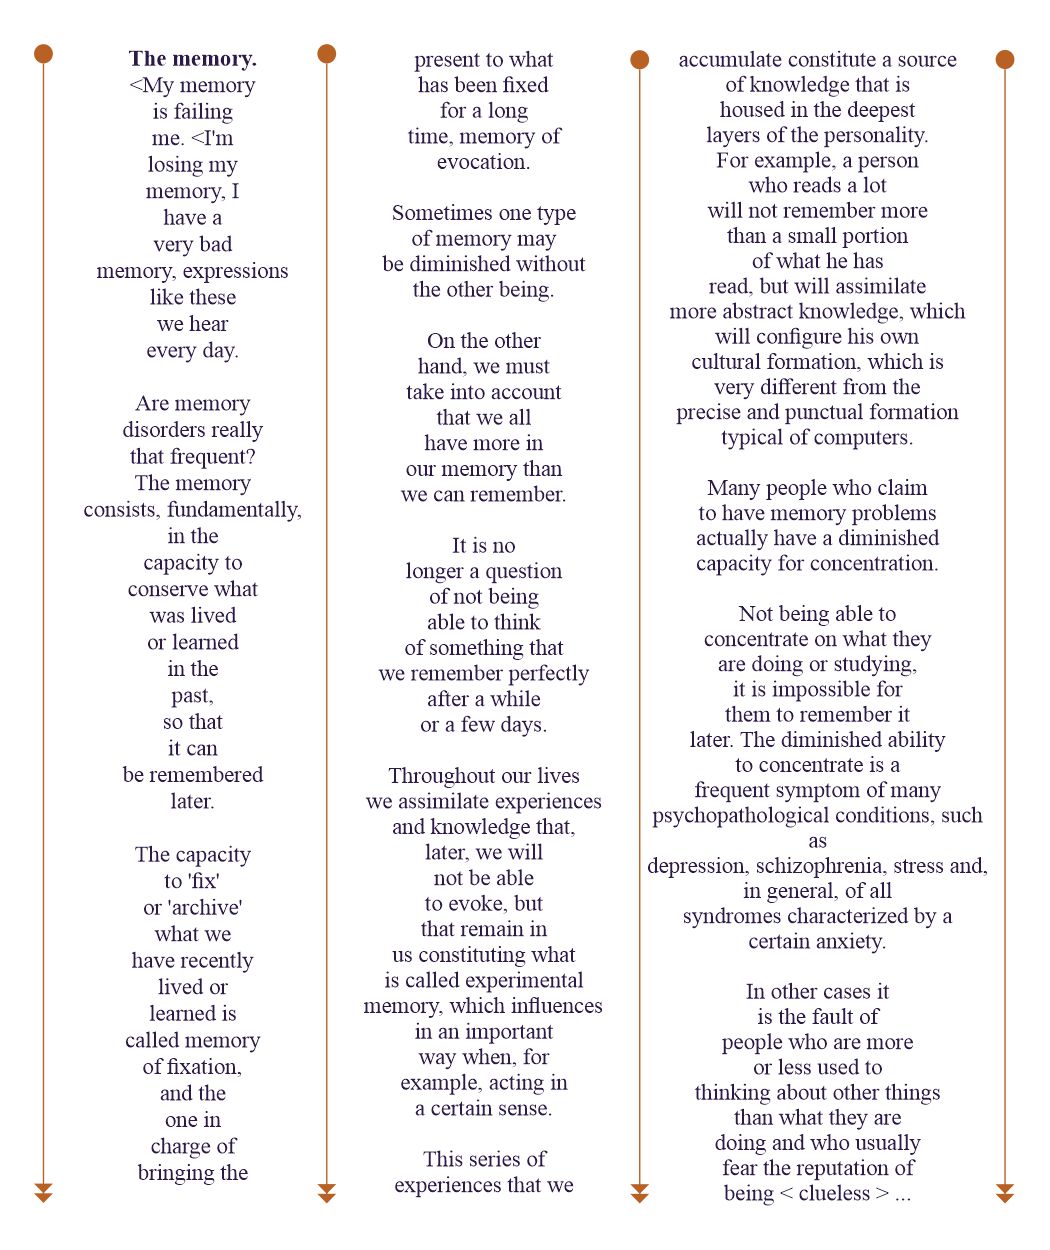 The memory.
<My memory
is failing
me. <I'm
losing my
memory, I
have a
very bad
memory, expressions
like these
we hear
every day.
Are memory
disorders really
that frequent?
The memory
consists, fundamentally,
in the
capacity to
conserve what
was lived
or learned
in the
past,
so that
it can
be remembered
later.
The capacity
to 'fix'
or 'archive'
what we
have recently
lived or
learned is
called memory
of fixation,
and the
one in
charge of
bringing the
present to what
has been fixed
for a long
time, memory of
evocation.
Sometimes one type
of memory may
be diminished without
the other being.
On the other
hand, we must
take into account
that we all
have more in
our memory than
we can remember.
It is no
longer a question
of not being
able to think
of something that
we remember perfectly
after a while
or a few days.
Throughout our lives
we assimilate experiences
and knowledge that,
later, we will
not be able
to evoke, but
that remain in
us constituting what
is called experimental
memory, which influences
in an important
way when, for
example, acting in
a certain sense.
This series of
experiences that we
accumulate constitute a source
of knowledge that is
housed in the deepest
layers of the personality.
For example, a person
who reads a lot
will not remember more
than a small portion
of what he has
read, but will assimilate
more abstract knowledge, which
will configure his own
cultural formation, which is
very different from the
precise and punctual formation
typical of computers.
Many people who claim
to have memory problems
actually have a diminished
capacity for concentration.
Not being able to
concentrate on what they
are doing or studying,
it is impossible for
them to remember it
later. The diminished ability
to concentrate is a
frequent symptom of many
psychopathological conditions, such
as
depression, schizophrenia, stress and,
in general, of all
syndromes characterized by a
certain anxiety.
In other cases it
is the fault of
people who are more
or less used to
thinking about other things
than what they are
doing and who usually
fear the reputation of
being < clueless > ...